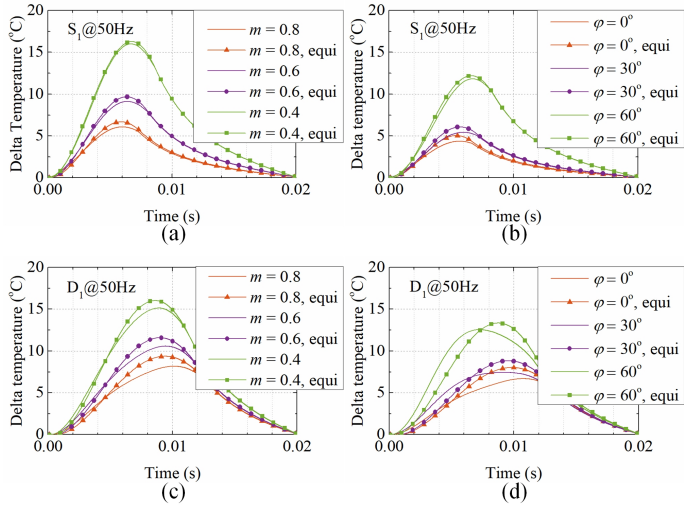 Delta Temperature (°C)
20
15
10
5
0
S₁@50Hz
m = 0.8
m = 0.8, equi
m = 0.6
m = 0.6, equi
m = 0.4
m = 0.4, equi
0.00
0.01
0.02
Time (s)
(a)
Delta temperature (°C)
20
15
10
5
0
S₁@50Hz
φ = 0°
φ = 0°, equi
φ = 30°
φ = 30°, equi
φ = 60°
φ = 60°, equi
0.00
0.01
0.02
Time (s)
(b)
Delta temperature (°C)
20
15
10
5
0
D₁@50Hz
m = 0.8
m = 0.8, equi
m = 0.6
m = 0.6, equi
m = 0.4
m = 0.4, equi
0.00
0.01
0.02
Time (s)
(c)
Delta temperature (°C)
20
15
10
5
0
D₁@50Hz
φ = 0°
φ = 0°, equi
φ = 30°
φ = 30°, equi
φ = 60°
φ = 60°, equi
0.00
0.01
0.02
Time (s)
(d)